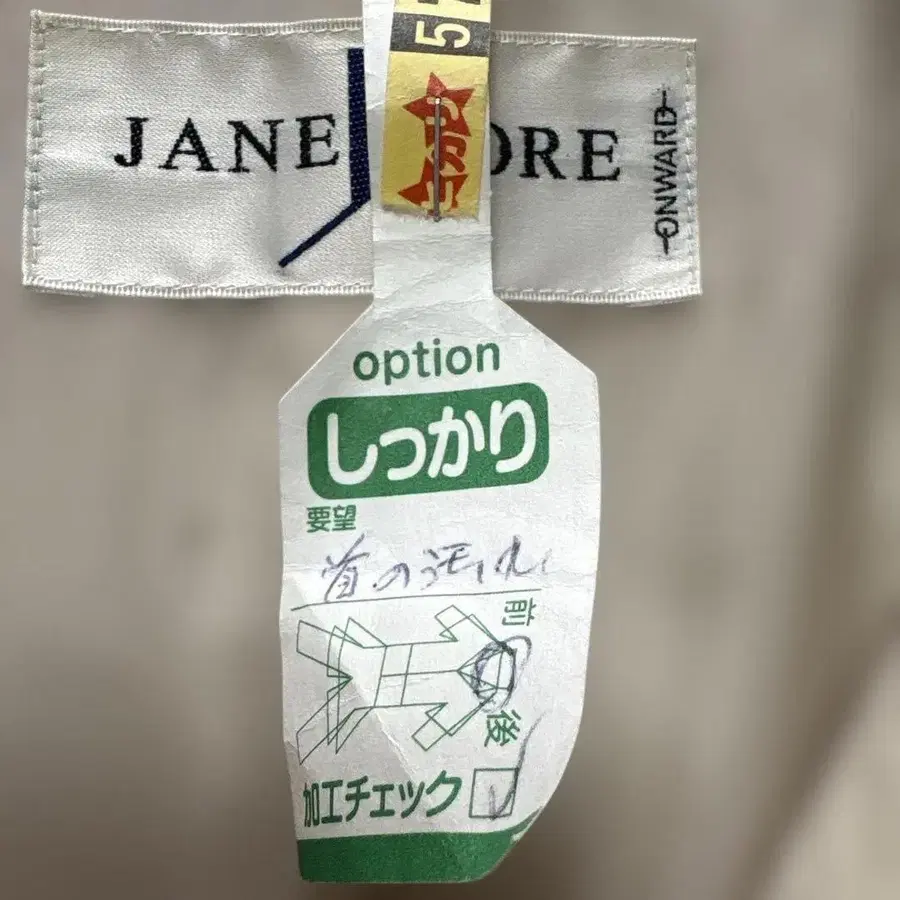 JANE
ORE
ONWARD
57
option
しっかり
要望
首の汚れ
前
後
加工チェック